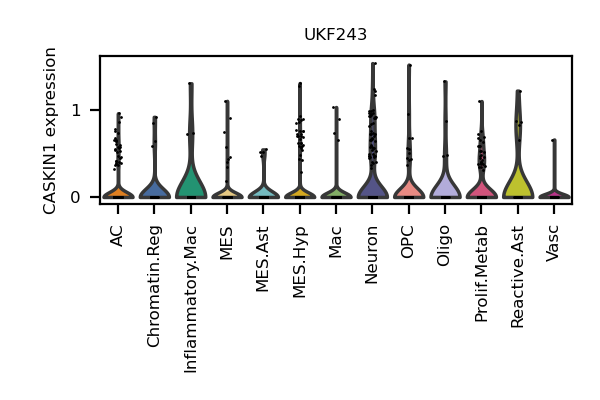 UKF243
CASKIN1 expression
1
0
AC
Chromatin.Reg
Inflammatory.Mac
MES
MES.Ast
MES.Hyp
Mac
Neuron
OPC
Oligo
Prolif.Metab
Reactive.Ast
Vasc